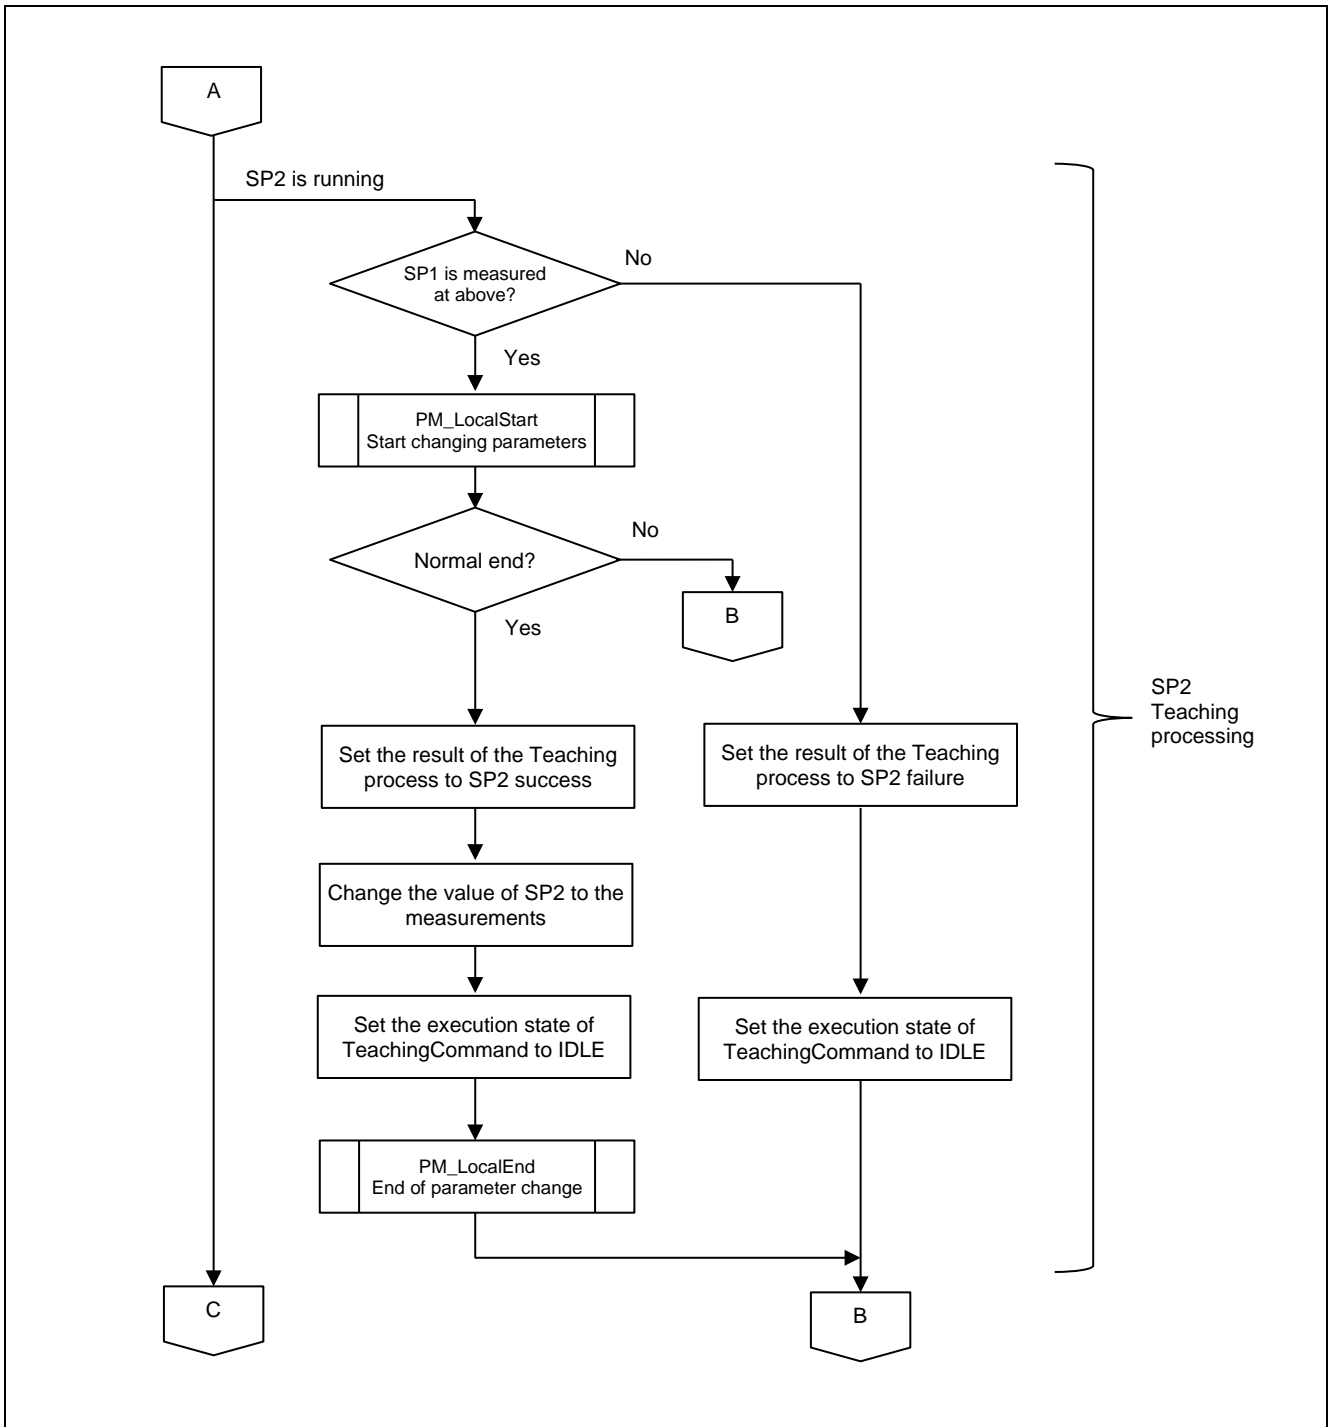 A
SP2 is running
SP1 is measured
at above?
No
Yes
PM_LocalStart
Start changing parameters
Normal end?
No
B
Yes
Set the result of the Teaching
process to SP2 success
Set the result of the Teaching
process to SP2 failure
SP2
Teaching
processing
Change the value of SP2 to the
measurements
Set the execution state of
TeachingCommand to IDLE
Set the execution state of
TeachingCommand to IDLE
PM_LocalEnd
End of parameter change
C
B